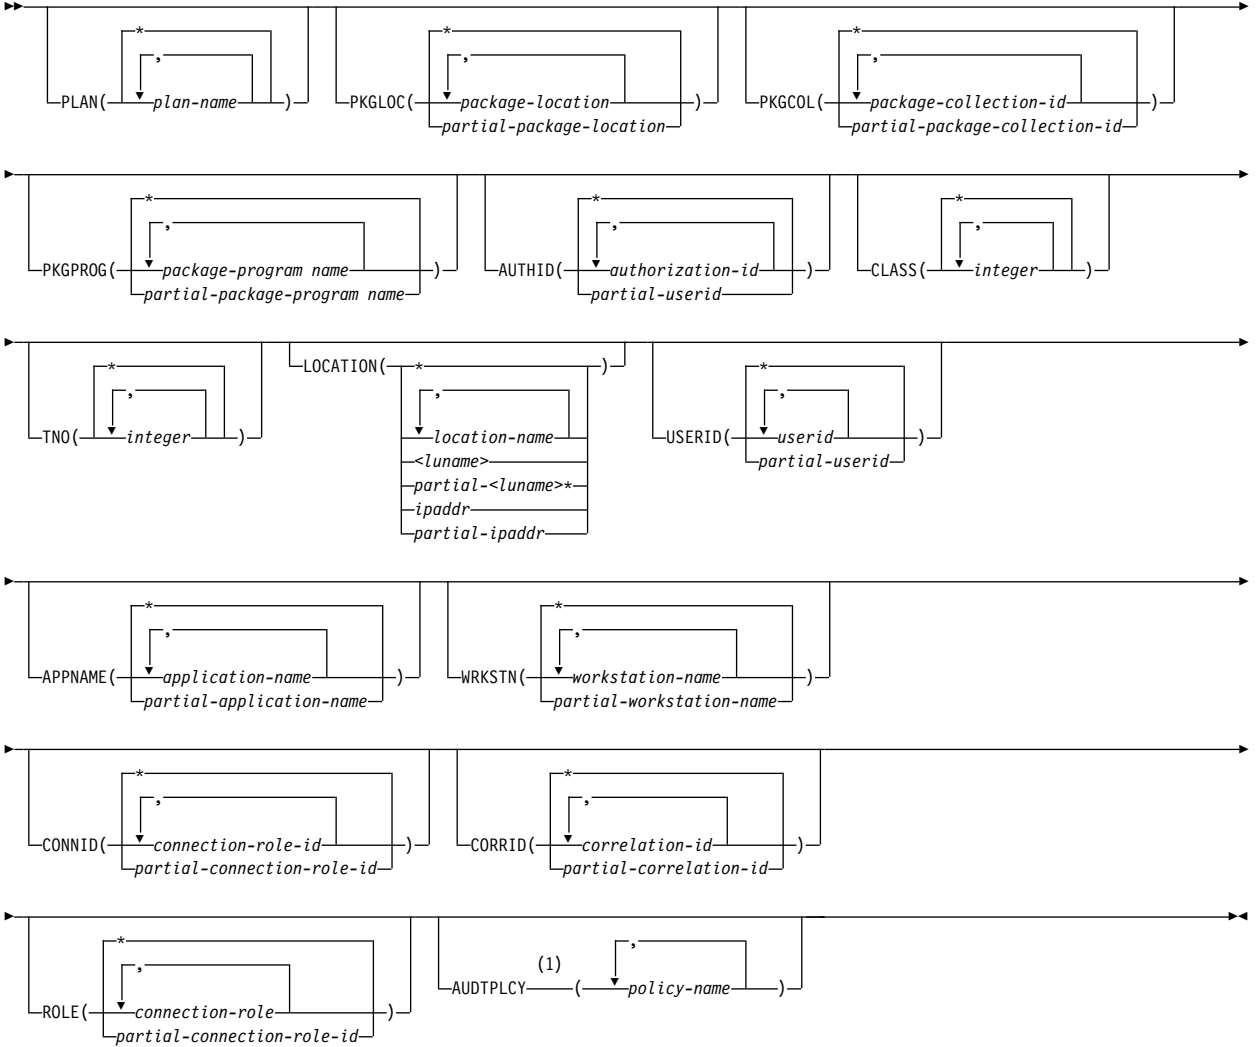 * * *
, , ,
PLAN( plan-name ) PKGLOC( package-location ) PKGCOL( package-collection-id )
partial-package-location partial-package-collection-id
* * *
, , ,
PKGPROG( package-program name ) AUTHID( authorization-id ) CLASS( integer )
partial-package-program name partial-userid
LOCATION( * )
* *
, , ,
TNO( integer ) location-name USERID( userid )
<luname> partial-userid
partial-<luname>*
ipaddr
partial-ipaddr
* *
, ,
APPNAME( application-name ) WRKSTN( workstation-name )
partial-application-name partial-workstation-name
* *
, ,
CONNID( connection-role-id ) CORRID( correlation-id )
partial-connection-role-id partial-correlation-id
*
, ,
(1)
AUDTPLCY ( policy-name )
ROLE( connection-role )
partial-connection-role-id